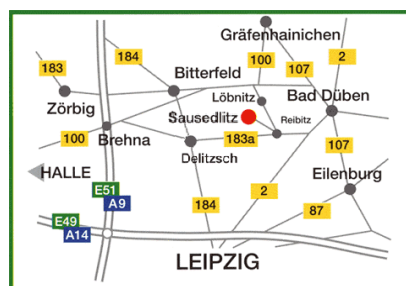 Gräfenhainichen
184
2
183
100
107
Bitterfeld
Löbnitz
Bad Düben
Zörbig
Sausedlitz
Reibitz
100
Brehna
183a
Delitzsch
107
HALLE
Eilenburg
E51
2
A9
184
87
E49
A14
LEIPZIG